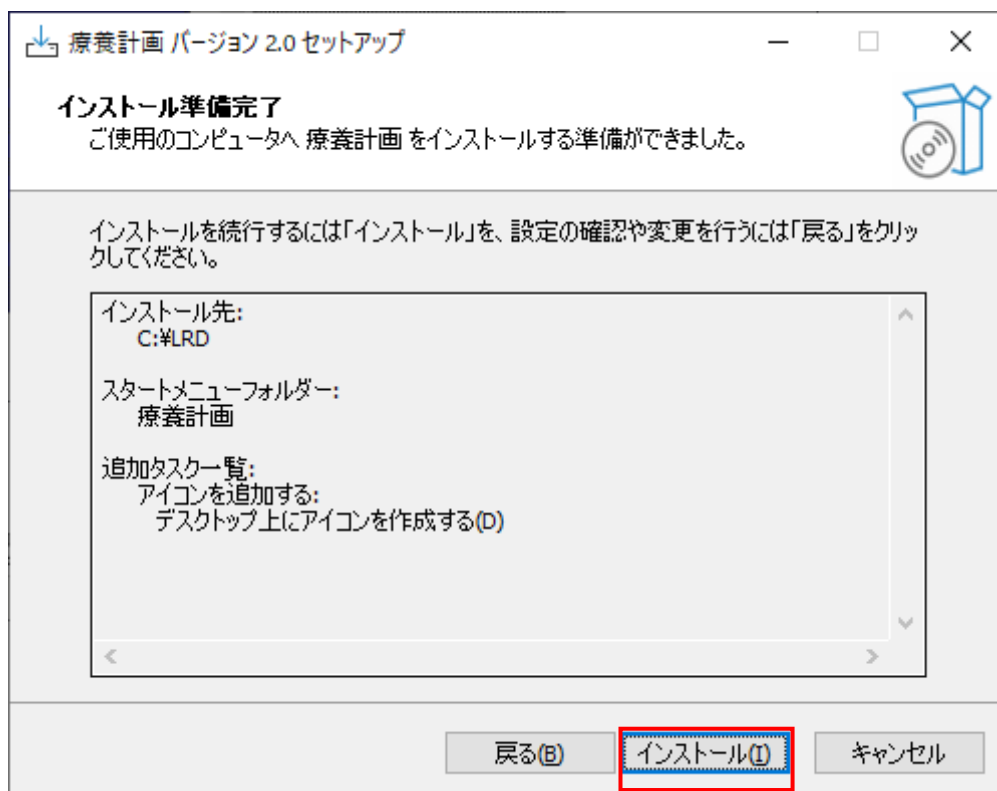 療養計画 バージョン 2.0 セットアップ
インストール準備完了
ご使用のコンピュータへ 療養計画 をインストールする準備ができました。
インストールを続行するには「インストール」を、設定の確認や変更を行うには「戻る」をクリッ
クしてください。
インストール先:
C:¥LRD
スタートメニューフォルダー:
療養計画
追加タスク一覧:
アイコンを追加する:
デスクトップ上にアイコンを作成する(D)
戻る(B)
インストール(I)
キャンセル